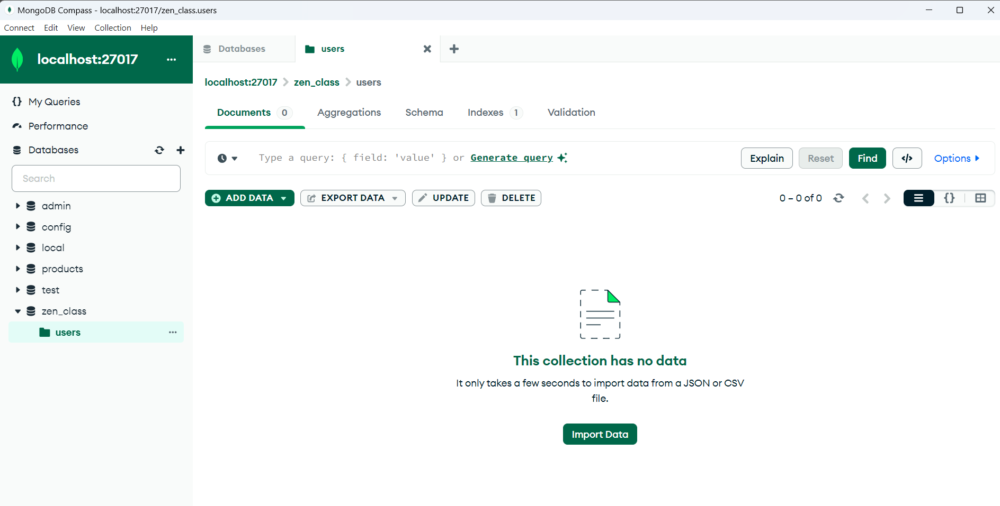 MongoDB Compass - localhost:27017/zen_class.users
Connect Edit View Collection Help
localhost:27017
My Queries
Performance
Databases
Search
admin
config
local
products
test
zen_class
users
Databases users
localhost:27017 zen_class users
Documents 0 Aggregations Schema Indexes 1 Validation
Type a query: { field: 'value' } or Generate query Explain Reset Find </> Options
ADD DATA EXPORT DATA UPDATE DELETE 0 – 0 of 0 {}
This collection has no data
It only takes a few seconds to import data from a JSON or CSV
file.
Import Data